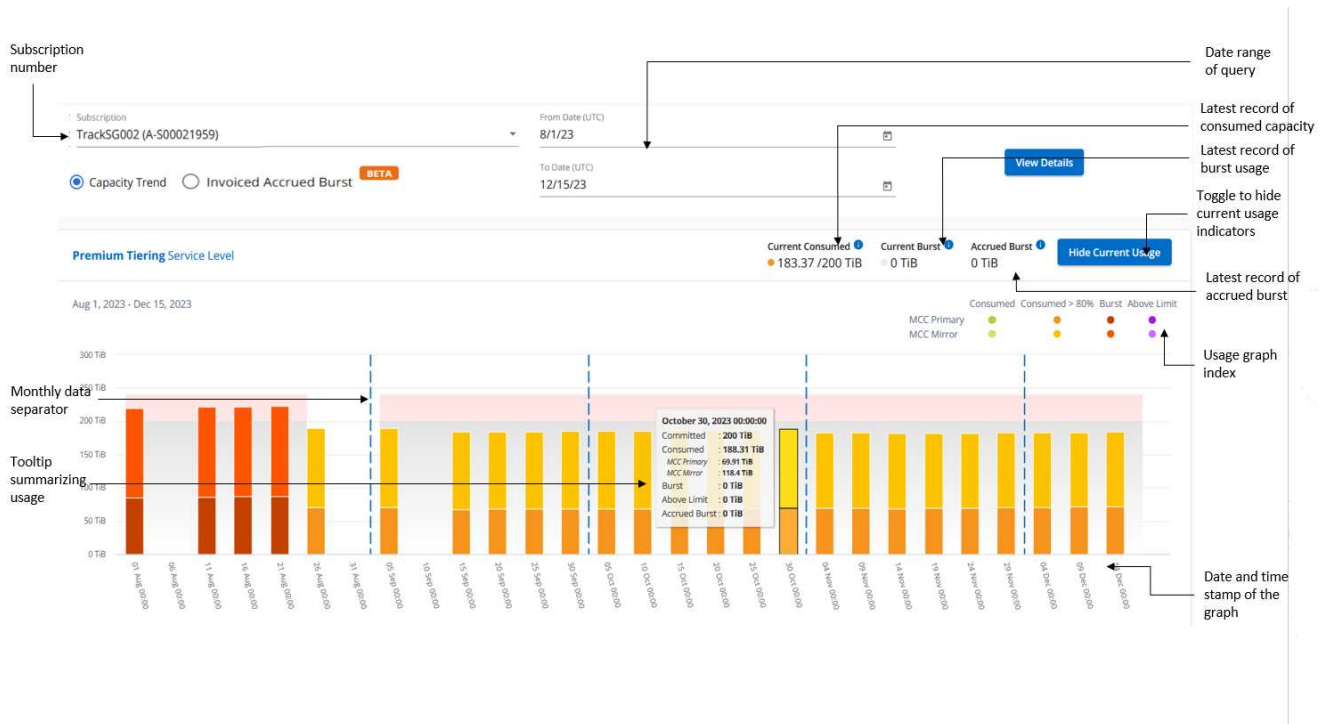 Subscription
number
Date range
of query
Latest record of
consumed capacity
Latest record of
burst usage
Toggle to hide
current usage
indicators
Latest record of
accrued burst
Usage graph
index
Subscription
TrackSG002 (A-S00021959)
From Date (UTC)
8/1/23
To Date (UTC)
12/15/23
View Details
Capacity Trend
Invoiced Accrued Burst
BETA
Premium Tiering Service Level
Current Consumed
183.37 /200 TiB
Current Burst
0 TiB
Accrued Burst
0 TiB
Hide Current Usage
Aug 1, 2023 - Dec 15, 2023
Consumed Consumed > 80% Burst Above Limit
MCC Primary
MCC Mirror
300 TiB
250 TiB
200 TiB
150 TiB
100 TiB
50 TiB
0 TiB
Monthly data
separator
Tooltip
summarizing
usage
October 30, 2023 00:00:00
Committed : 200 TiB
Consumed : 188.31 TiB
MCC Primary : 69.91 TiB
MCC Mirror : 118.4 TiB
Burst : 0 TiB
Above Limit : 0 TiB
Accrued Burst : 0 TiB
01 Aug 00:00
06 Aug 00:00
11 Aug 00:00
16 Aug 00:00
21 Aug 00:00
26 Aug 00:00
31 Aug 00:00
05 Sep 00:00
10 Sep 00:00
15 Sep 00:00
20 Sep 00:00
25 Sep 00:00
30 Sep 00:00
05 Oct 00:00
10 Oct 00:00
15 Oct 00:00
20 Oct 00:00
25 Oct 00:00
30 Oct 00:00
04 Nov 00:00
09 Nov 00:00
14 Nov 00:00
19 Nov 00:00
24 Nov 00:00
29 Nov 00:00
04 Dec 00:00
09 Dec 00:00
Dec 00:00
Date and time
stamp of the
graph